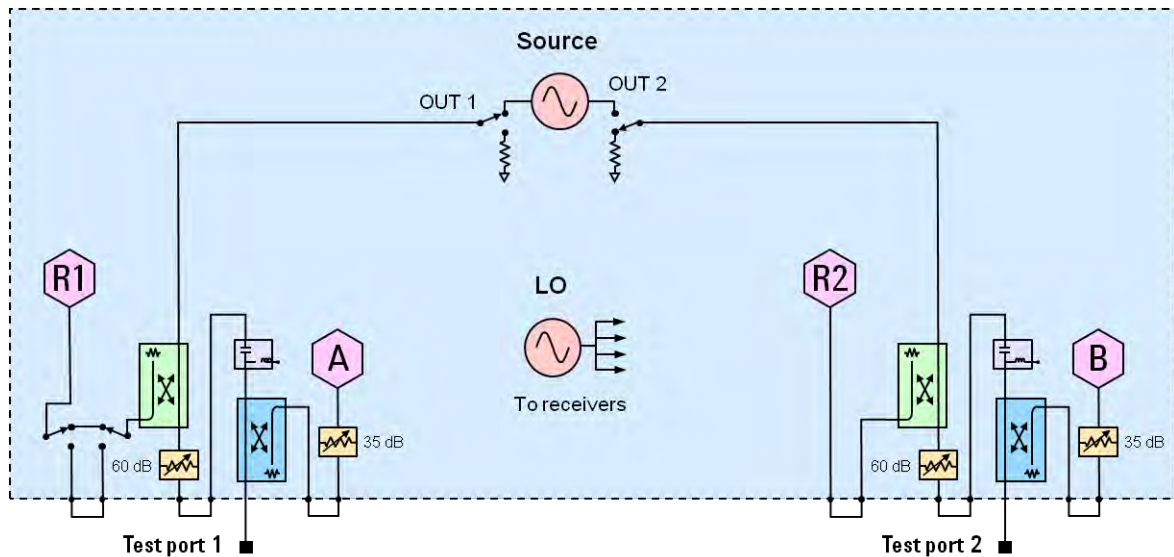 Source
OUT 1
OUT 2
R1
R2
LO
A
B
To receivers
35 dB
35 dB
60 dB
60 dB
Test port 1
Test port 2